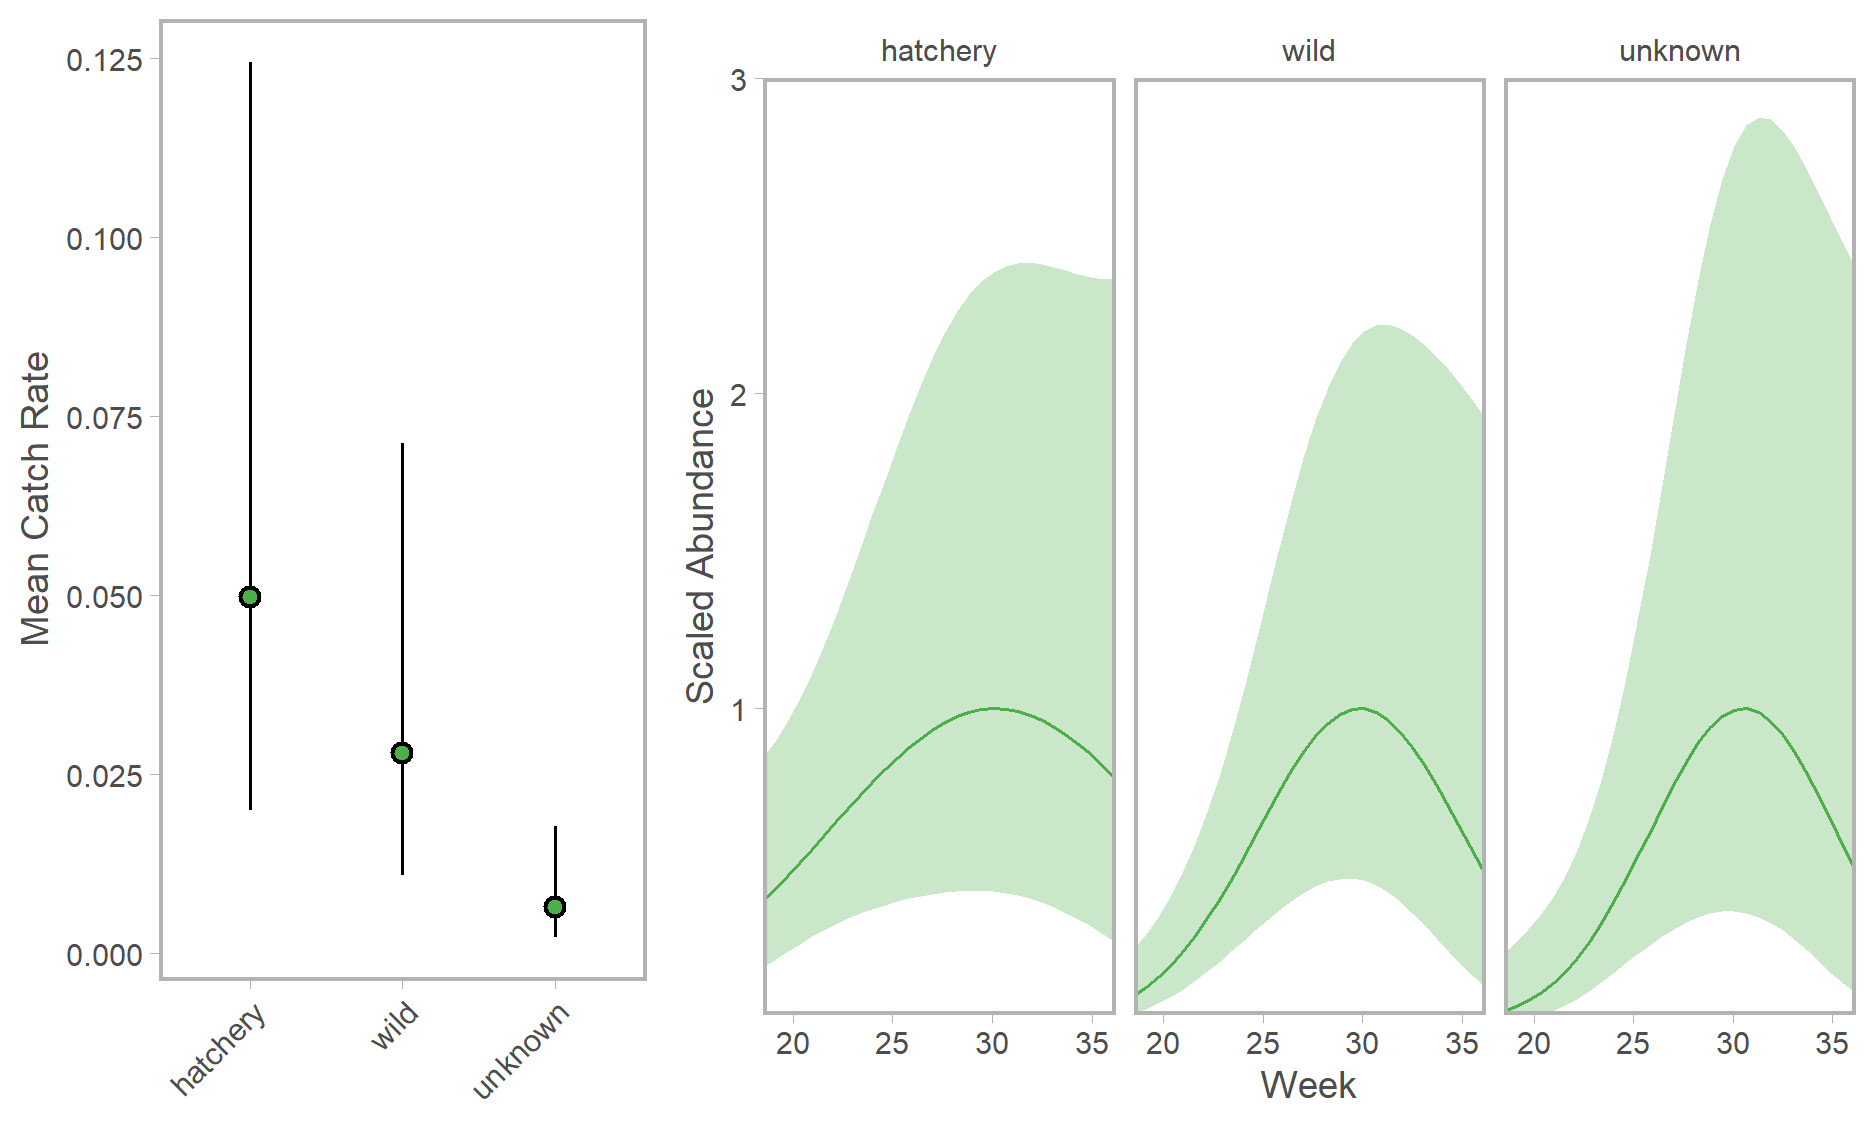 Mean Catch Rate
0.125
0.100
0.075
0.050
0.025
0.000
hatchery
wild
unknown
Scaled Abundance
3
2
1
hatchery
wild
unknown
20 25 30 35
20 25 30 35
20 25 30 35
Week